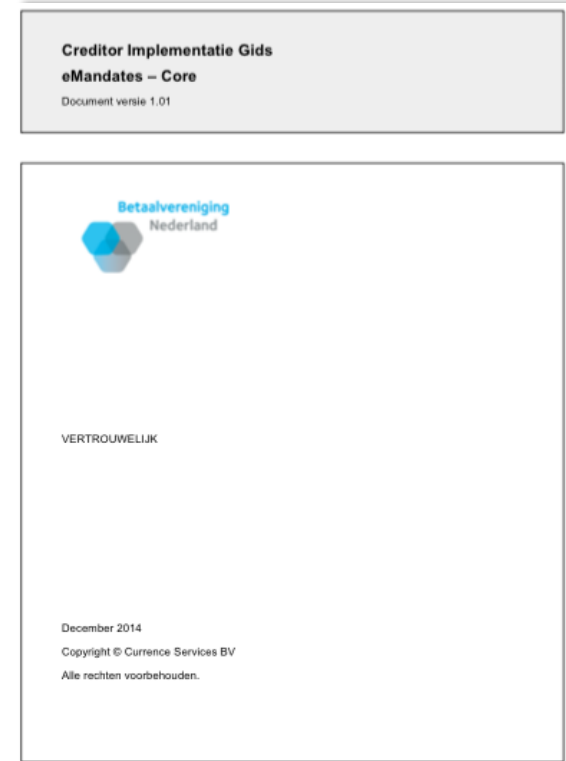 Creditor Implementatie Gids
eMandates – Core
Document versie 1.01
Betaalvereniging
Nederland
VERTROUWELIJK
December 2014
Copyright © Currence Services BV
Alle rechten voorbehouden.